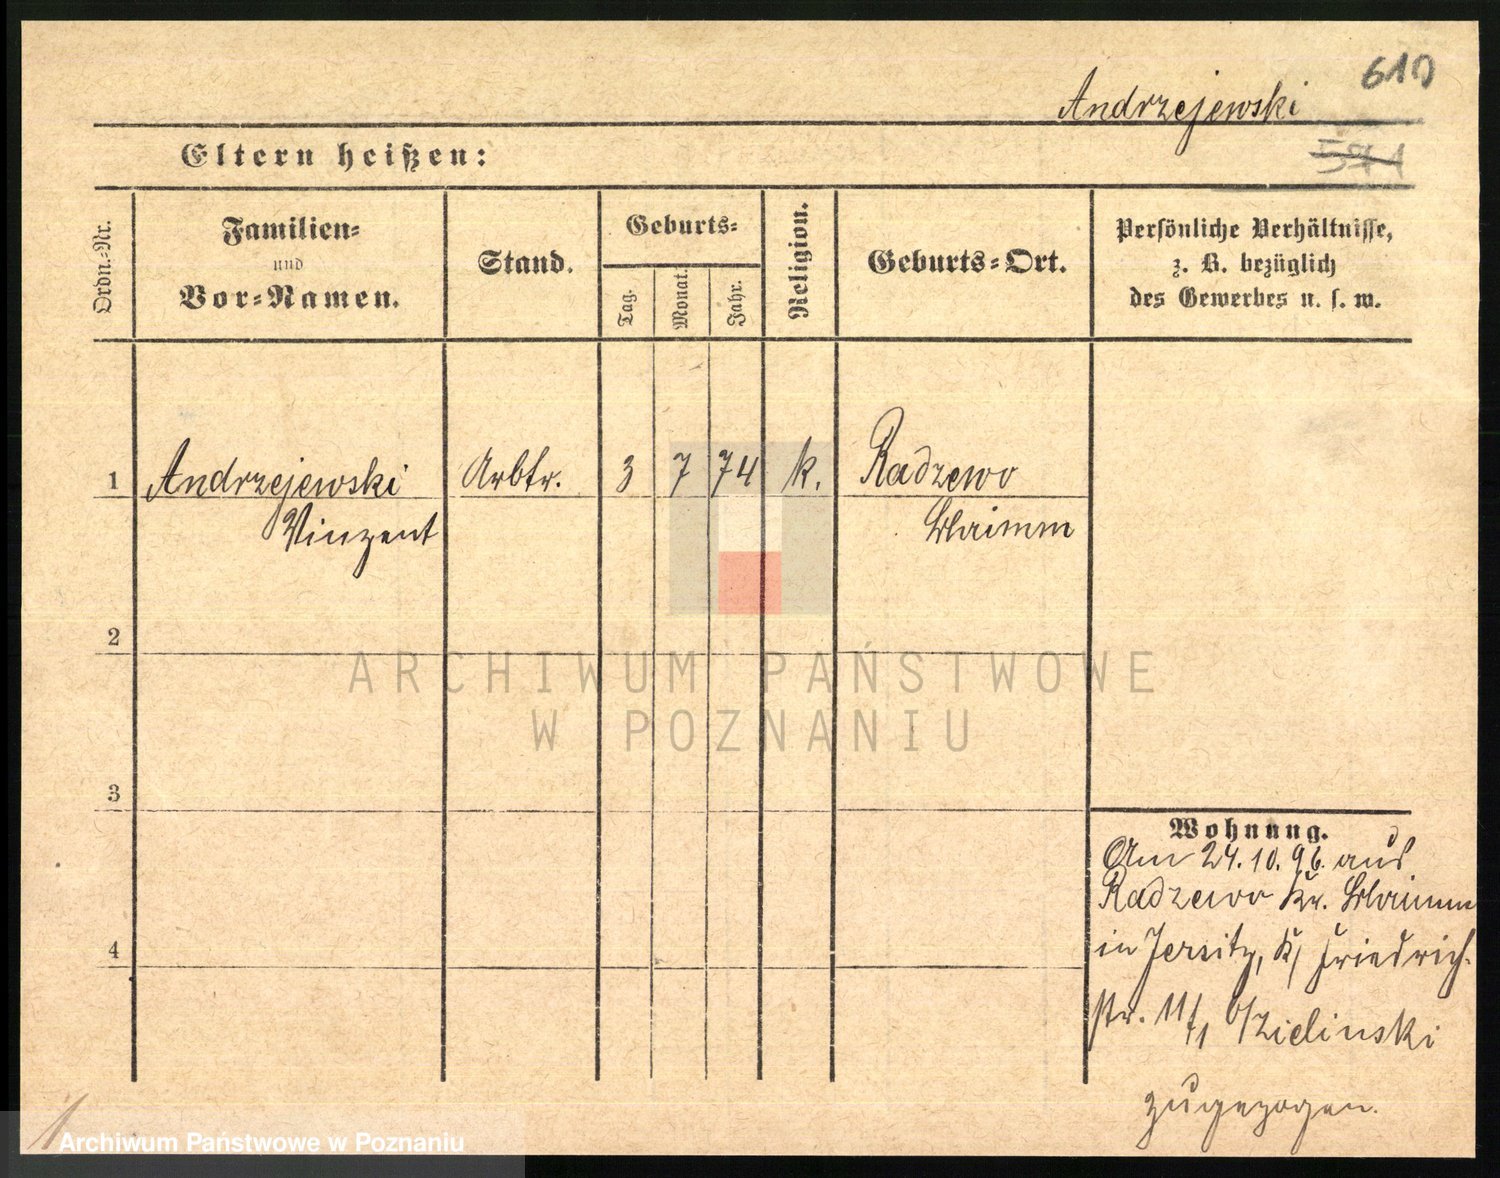 610
Andrzejewski
571
Eltern heißen:
Ordn.-Nr.
Familien-
und
Vor-Namen.
Stand.
Geburts-
Tag.
Monat.
Jahr.
Religion.
Geburts-Ort.
Persönliche Verhältnisse,
z. B. bezüglich
des Gewerbes u. s. w.
1 Andrzejewski Arbtr. 3 7 74 k. Radzewo
Vinzent Schrimm
2
3
4
Wohnung.
Am 24.10.96. aus
Radzewo Kr. Schrimm
in Jersitz, K/ Friedrich-
str. 11/1 b/Zielinski
zugezogen.
1
ARCHIWUM PAŃSTWOWE
W POZNANIU
Archiwum Państwowe w Poznaniu